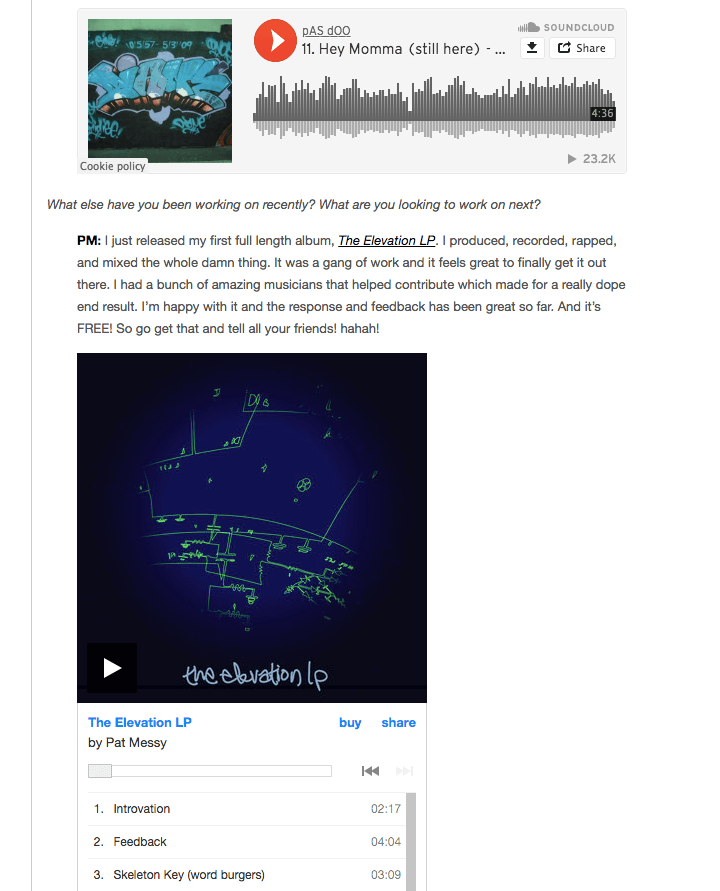 '05'57- 5/3/'09
pAS dOO
SOUNDCLOUD
11. Hey Momma (still here) - ...
Share
4:36
Cookie policy
23.2K
What else have you been working on recently? What are you looking to work on next?
PM: I just released my first full length album, The Elevation LP. I produced, recorded, rapped,
and mixed the whole damn thing. It was a gang of work and it feels great to finally get it out
there. I had a bunch of amazing musicians that helped contribute which made for a really dope
end result. I'm happy with it and the response and feedback has been great so far. And it's
FREE! So go get that and tell all your friends! hahah!
the elevation lp
The Elevation LP buy share
by Pat Messy
1. Introvation 02:17
2. Feedback 04:04
3. Skeleton Key (word burgers) 03:09